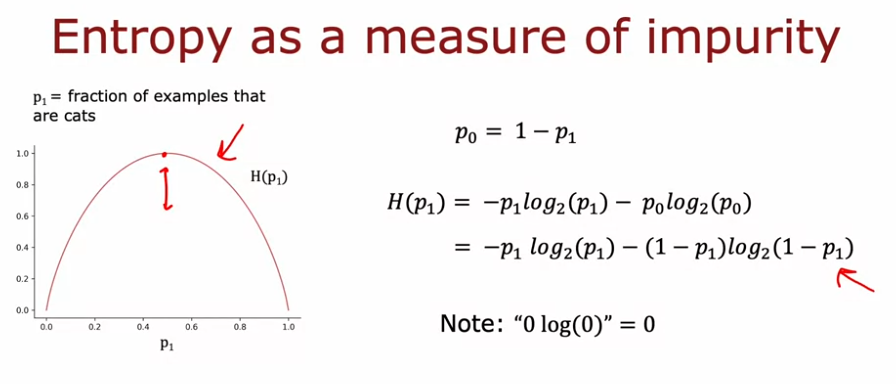 Entropy as a measure of impurity
p₁ = fraction of examples that
are cats
1.0
0.8
0.6
0.4
0.2
0.0
0.0 0.2 0.4 0.6 0.8 1.0
p₁
H(p₁)
p₀ = 1 − p₁
H(p₁) = −p₁log₂(p₁) − p₀log₂(p₀)
= −p₁ log₂(p₁) − (1 − p₁)log₂(1 − p₁)
Note: “0 log(0)” = 0